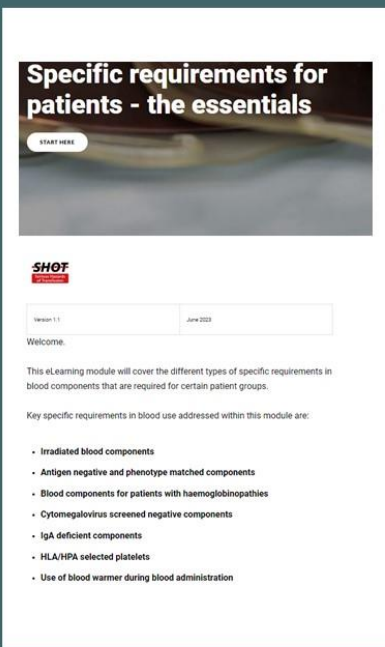 Specific requirements for
patients - the essentials
START HERE
SHOT
Serious Hazards
of Transfusion
Version 1.1
June 2023
Welcome.
This eLearning module will cover the different types of specific requirements in
blood components that are required for certain patient groups.
Key specific requirements in blood use addressed within this module are:
• Irradiated blood components
• Antigen negative and phenotype matched components
• Blood components for patients with haemoglobinopathies
• Cytomegalovirus screened negative components
• IgA deficient components
• HLA/HPA selected platelets
• Use of blood warmer during blood administration